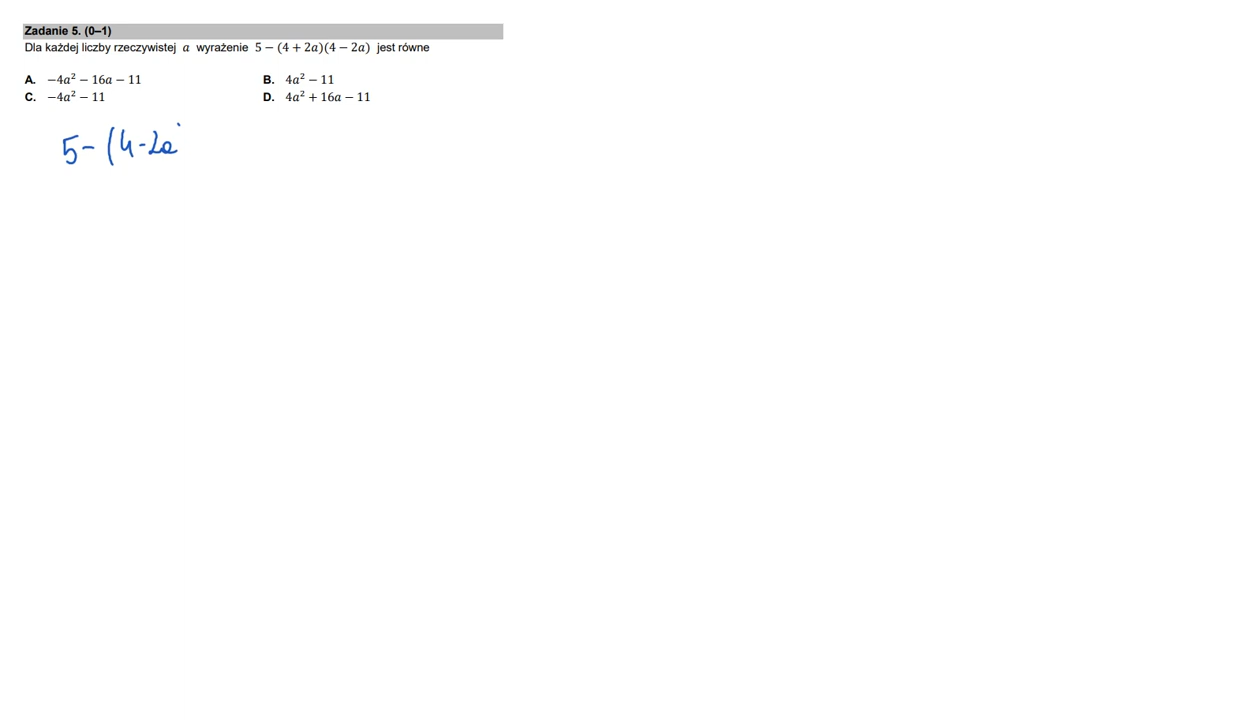 Zadanie 5. (0–1)
Dla każdej liczby rzeczywistej a wyrażenie 5 − (4 + 2a)(4 − 2a) jest równe
A. −4a² − 16a − 11 B. 4a² − 11
C. −4a² − 11 D. 4a² + 16a − 11
5 - (4 - 2a